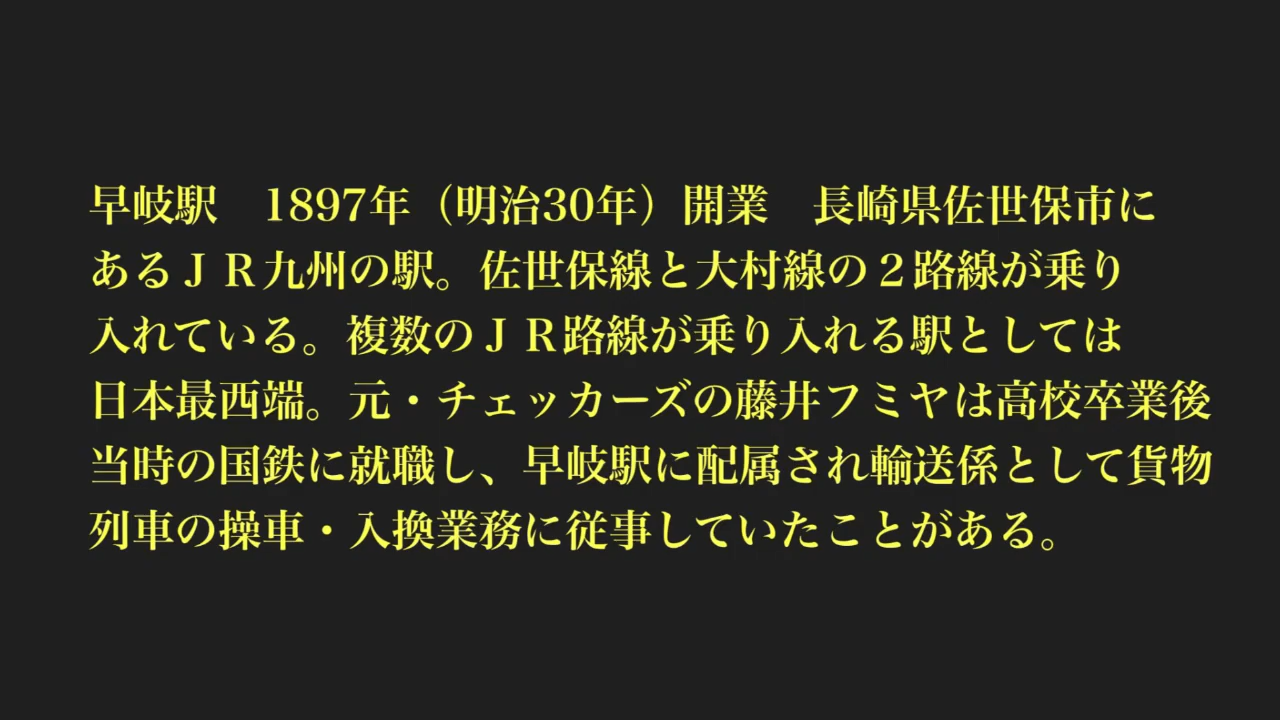 早岐駅　1897年（明治30年）開業　長崎県佐世保市に
あるＪＲ九州の駅。佐世保線と大村線の２路線が乗り
入れている。複数のＪＲ路線が乗り入れる駅としては
日本最西端。元・チェッカーズの藤井フミヤは高校卒業後
当時の国鉄に就職し、早岐駅に配属され輸送係として貨物
列車の操車・入換業務に従事していたことがある。